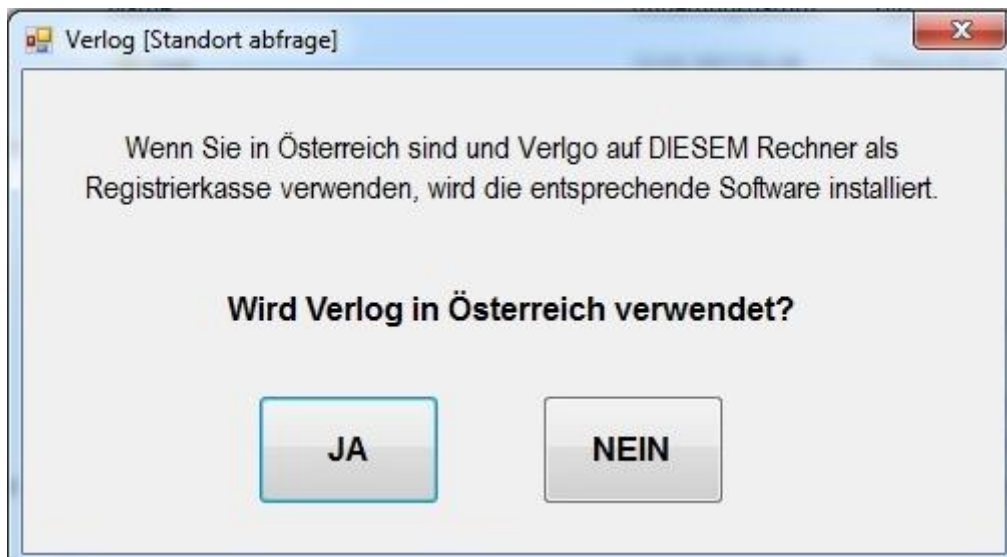 Verlog [Standort abfrage]
Wenn Sie in Österreich sind und Verlgo auf DIESEM Rechner als
Registrierkasse verwenden, wird die entsprechende Software installiert.
Wird Verlog in Österreich verwendet?
JA
NEIN